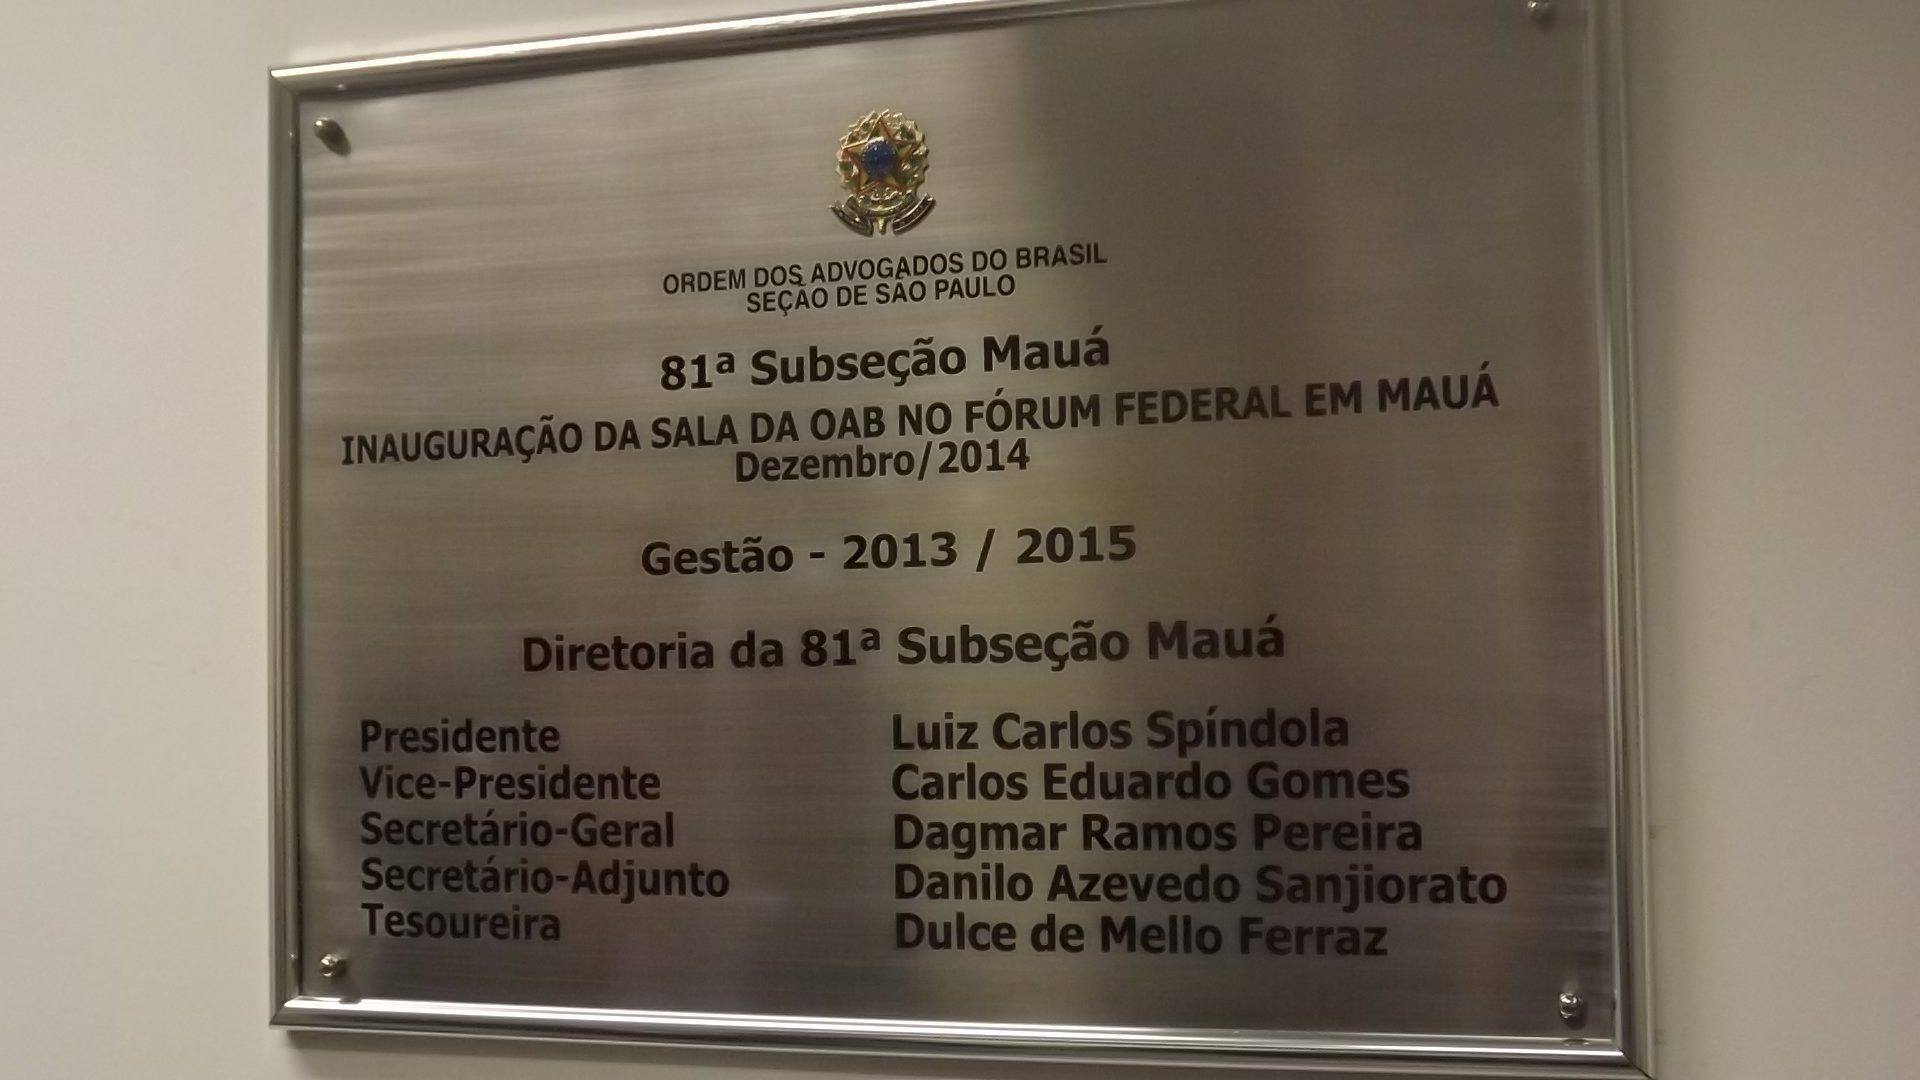 ORDEM DOS ADVOGADOS DO BRASIL
SEÇÃO DE SÃO PAULO
81ª Subseção Mauá
INAUGURAÇÃO DA SALA DA OAB NO FÓRUM FEDERAL EM MAUÁ
Dezembro/2014
Gestão - 2013 / 2015
Diretoria da 81ª Subseção Mauá
Presidente Luiz Carlos Spíndola
Vice-Presidente Carlos Eduardo Gomes
Secretário-Geral Dagmar Ramos Pereira
Secretário-Adjunto Danilo Azevedo Sanjiorato
Tesoureira Dulce de Mello Ferraz